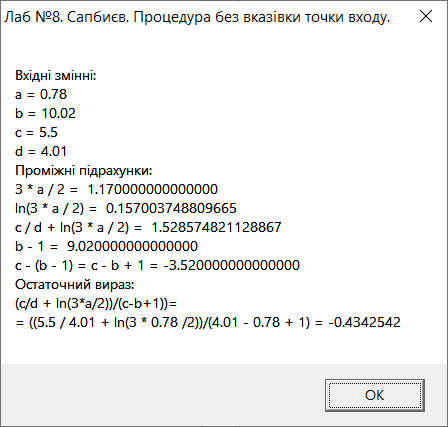 Лаб №8. Сапбиєв. Процедура без вказівки точки входу.
Вхідні змінні:
a = 0.78
b = 10.02
c = 5.5
d = 4.01
Проміжні підрахунки:
3 * a / 2 = 1.170000000000000
ln(3 * a / 2) = 0.157003748809665
c / d + ln(3 * a / 2) = 1.528574821128867
b - 1 = 9.020000000000000
c - (b - 1) = c - b + 1 = -3.520000000000000
Остаточний вираз:
(c/d + ln(3*a/2))/(c-b+1))=
= ((5.5 / 4.01 + ln(3 * 0.78 /2))/(4.01 - 0.78 + 1) = -0.4342542
OK